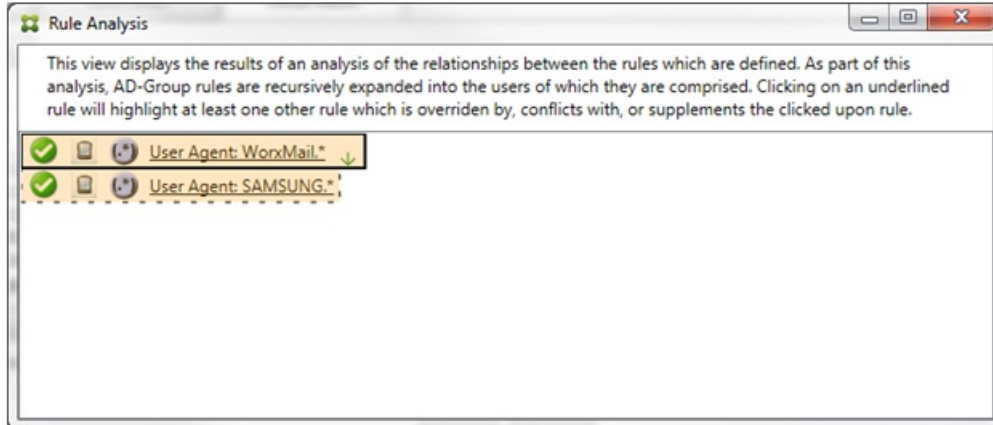 Rule Analysis
This view displays the results of an analysis of the relationships between the rules which are defined. As part of this
analysis, AD-Group rules are recursively expanded into the users of which they are comprised. Clicking on an underlined
rule will highlight at least one other rule which is overriden by, conflicts with, or supplements the clicked upon rule.
(.*) User Agent: WorxMail.*
(.*) User Agent: SAMSUNG.*